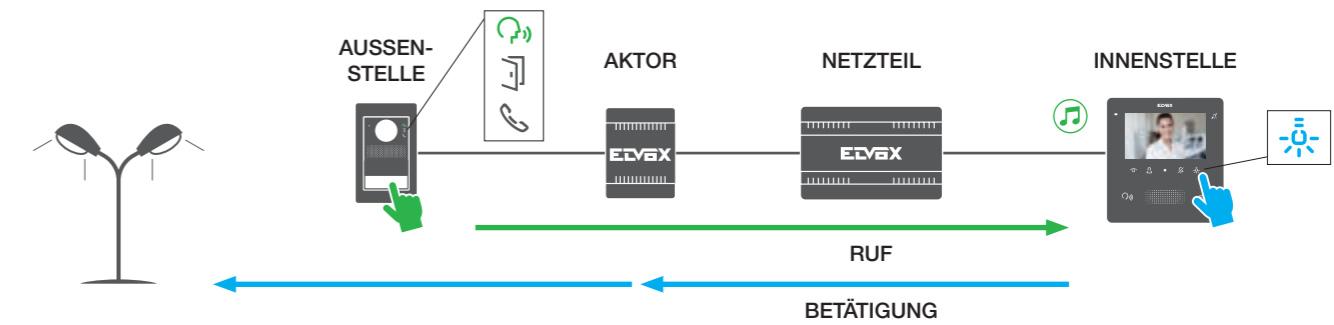 AUSSEN-
STELLE
AKTOR
NETZTEIL
INNENSTELLE
ELVOX
ELVOX
ELVOX
RUF
BETÄTIGUNG